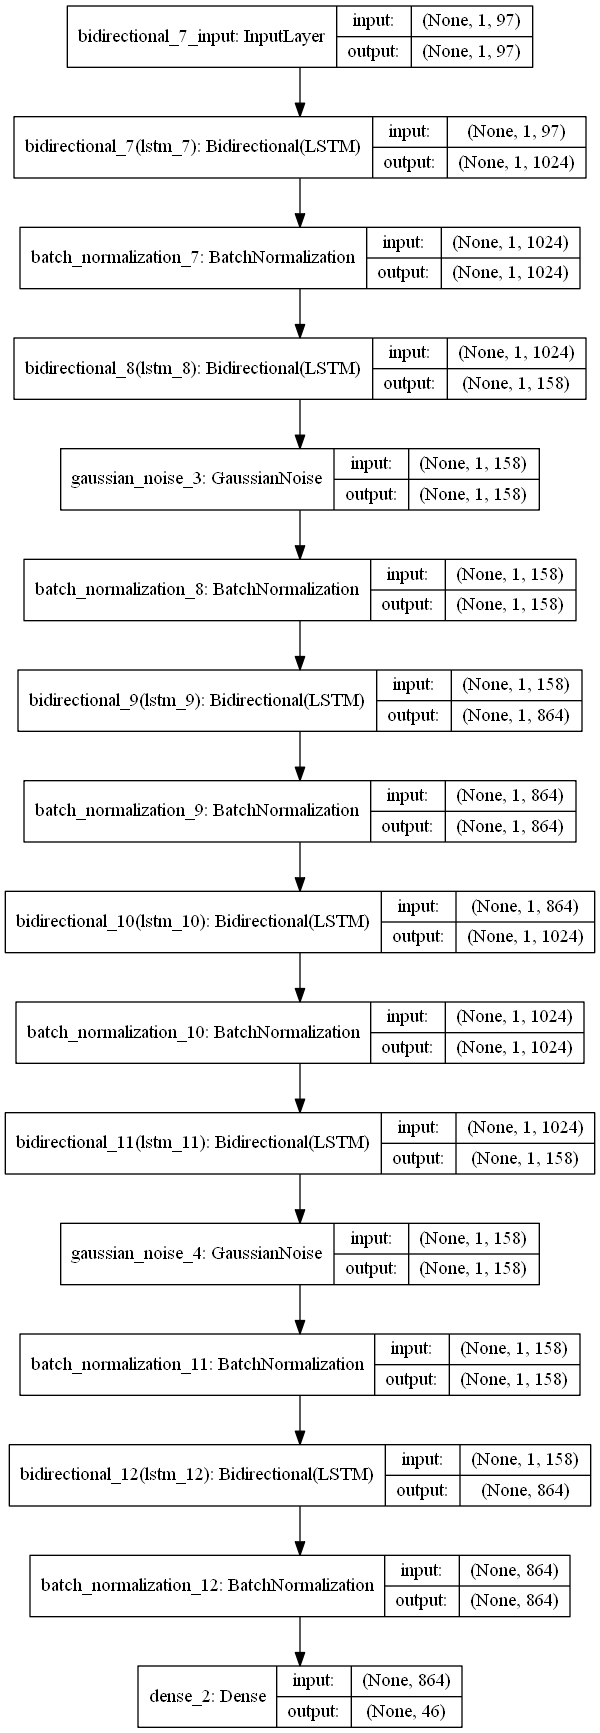 bidirectional_7_input: InputLayer
input: (None, 1, 97)
output: (None, 1, 97)
bidirectional_7(lstm_7): Bidirectional(LSTM)
input: (None, 1, 97)
output: (None, 1, 1024)
batch_normalization_7: BatchNormalization
input: (None, 1, 1024)
output: (None, 1, 1024)
bidirectional_8(lstm_8): Bidirectional(LSTM)
input: (None, 1, 1024)
output: (None, 1, 158)
gaussian_noise_3: GaussianNoise
input: (None, 1, 158)
output: (None, 1, 158)
batch_normalization_8: BatchNormalization
input: (None, 1, 158)
output: (None, 1, 158)
bidirectional_9(lstm_9): Bidirectional(LSTM)
input: (None, 1, 158)
output: (None, 1, 864)
batch_normalization_9: BatchNormalization
input: (None, 1, 864)
output: (None, 1, 864)
bidirectional_10(lstm_10): Bidirectional(LSTM)
input: (None, 1, 864)
output: (None, 1, 1024)
batch_normalization_10: BatchNormalization
input: (None, 1, 1024)
output: (None, 1, 1024)
bidirectional_11(lstm_11): Bidirectional(LSTM)
input: (None, 1, 1024)
output: (None, 1, 158)
gaussian_noise_4: GaussianNoise
input: (None, 1, 158)
output: (None, 1, 158)
batch_normalization_11: BatchNormalization
input: (None, 1, 158)
output: (None, 1, 158)
bidirectional_12(lstm_12): Bidirectional(LSTM)
input: (None, 1, 158)
output: (None, 864)
batch_normalization_12: BatchNormalization
input: (None, 864)
output: (None, 864)
dense_2: Dense
input: (None, 864)
output: (None, 46)